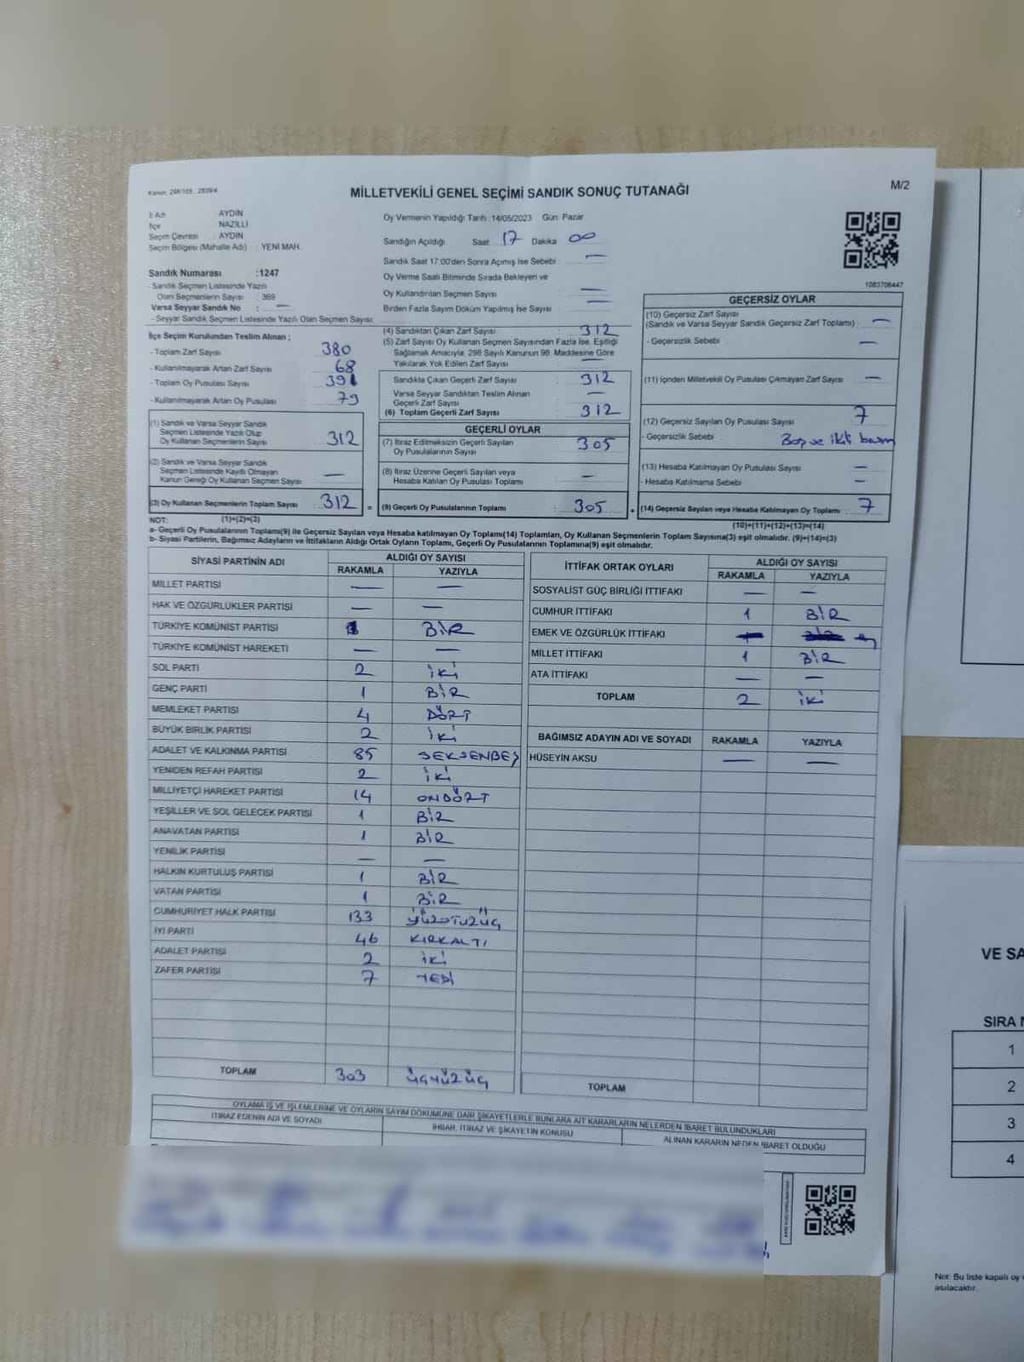 MİLLETVEKİLİ GENEL SEÇİMİ SANDIK SONUÇ TUTANAĞI
M/2
İl Adı AYDIN
İlçe NAZİLLİ
Seçim Çevresi AYDIN
Seçim Bölgesi (Mahalle Adı) : YENİ MAH.
Sandık Numarası :1247
- Sandık Seçmen Listesinde Yazılı
Olan Seçmenlerin Sayısı : 369
Varsa Seyyar Sandık No : —
- Seyyar Sandık Seçmen Listesinde Yazılı Olan Seçmen Sayısı
Oy Vermenin Yapıldığı Tarih :14/05/2023 Gün: Pazar
Sandığın Açıldığı Saat 17 Dakika 00
Sandık Saat 17:00'den Sonra Açılmış İse Sebebi —
Oy Verme Saati Bitiminde Sırada Bekleyen ve
Oy Kullandırılan Seçmen Sayısı —
Birden Fazla Sayım Döküm Yapılmış İse Sayısı —
1083706447
İlçe Seçim Kurulundan Teslim Alınan ;
- Toplam Zarf Sayısı 380
- Kullanılmayarak Artan Zarf Sayısı 68
- Toplam Oy Pusulası Sayısı 391
- Kullanılmayarak Artan Oy Pusulası 79
(1) Sandık ve Varsa Seyyar Sandık
Seçmen Listesinde Yazılı Olup
Oy Kullanan Seçmenlerin Sayısı 312
(2) Sandık ve Varsa Seyyar Sandık
Seçmen Listesinde Kayıtlı Olmayan
Kanun Gereği Oy Kullanan Seçmen Sayısı —
(3) Oy Kullanan Seçmenlerin Toplam Sayısı 312
(1)+(2)=(3)
(4) Sandıktan Çıkan Zarf Sayısı 312
(5) Zarf Sayısı Oy Kullanan Seçmen Sayısından Fazla İse, Eşitliği
Sağlamak Amacıyla, 298 Sayılı Kanunun 98. Maddesine Göre
Yakılarak Yok Edilen Zarf Sayısı —
Sandıkta Çıkan Geçerli Zarf Sayısı 312
Varsa Seyyar Sandıktan Teslim Alınan
Geçerli Zarf Sayısı —
(6) Toplam Geçerli Zarf Sayısı 312
GEÇERLİ OYLAR
(7) İtiraz Edilmeksizin Geçerli Sayılan
Oy Pusulalarının Sayısı 305
(8) İtiraz Üzerine Geçerli Sayılan veya
Hesaba Katılan Oy Pusulası Toplamı —
(9) Geçerli Oy Pusulalarının Toplamı 305
GEÇERSİZ OYLAR
(10) Geçersiz Zarf Sayısı
(Sandık ve Varsa Seyyar Sandık Geçersiz Zarf Toplamı) —
- Geçersizlik Sebebi —
(11) İçinden Milletvekili Oy Pusulası Çıkmayan Zarf Sayısı —
(12) Geçersiz Sayılan Oy Pusulası Sayısı 7
- Geçersizlik Sebebi
(13) Hesaba Katılmayan Oy Pusulası Sayısı —
- Hesaba Katılmama Sebebi —
(14) Geçersiz Sayılan veya Hesaba Katılmayan Oy Toplamı 7
(10)+(11)+(12)+(13)=(14)
NOT:
a- Geçerli Oy Pusulalarının Toplamı(9) ile Geçersiz Sayılan veya Hesaba katılmayan Oy Toplamı(14) Toplamları, Oy Kullanan Seçmenlerin Toplam Sayısına(3) eşit olmalıdır. (9)+(14)=(3)
b- Siyasi Partilerin, Bağımsız Adayların ve İttifakların Aldığı Ortak Oyların Toplamı, Geçerli Oy Pusulalarının Toplamına(9) eşit olmalıdır.
SİYASİ PARTİNİN ADI ALDIĞI OY SAYISI
RAKAMLA YAZIYLA
MİLLET PARTİSİ — —
HAK VE ÖZGÜRLÜKLER PARTİSİ — —
TÜRKİYE KOMÜNİST PARTİSİ 1 BİR
TÜRKİYE KOMÜNİST HAREKETİ — —
SOL PARTİ 2 İKİ
GENÇ PARTİ 1 BİR
MEMLEKET PARTİSİ 4 DÖRT
BÜYÜK BİRLİK PARTİSİ 2 İKİ
ADALET VE KALKINMA PARTİSİ 85 SEKSENBEŞ
YENİDEN REFAH PARTİSİ 2 İKİ
MİLLİYETÇİ HAREKET PARTİSİ 14 ONDÖRT
YEŞİLLER VE SOL GELECEK PARTİSİ 1 BİR
ANAVATAN PARTİSİ 1 BİR
YENİLİK PARTİSİ — —
HALKIN KURTULUŞ PARTİSİ 1 BİR
VATAN PARTİSİ 1 BİR
CUMHURİYET HALK PARTİSİ 133 YÜZOTUZÜÇ
İYİ PARTİ 46 KIRKALTI
ADALET PARTİSİ 2 İKİ
ZAFER PARTİSİ 7 YEDİ
TOPLAM 303 ÜÇYÜZÜÇ
İTTİFAK ORTAK OYLARI ALDIĞI OY SAYISI
RAKAMLA YAZIYLA
SOSYALİST GÜÇ BİRLİĞİ İTTİFAKI — —
CUMHUR İTTİFAKI 1 BİR
EMEK VE ÖZGÜRLÜK İTTİFAKI
MİLLET İTTİFAKI 1 BİR
ATA İTTİFAKI — —
TOPLAM 2 İKİ
BAĞIMSIZ ADAYIN ADI VE SOYADI RAKAMLA YAZIYLA
HÜSEYİN AKSU — —
TOPLAM
OYLAMA İŞ VE İŞLEMLERİNE VE OYLARIN SAYIM DÖKÜMÜNE DAİR ŞİKAYETLERLE BUNLARA AİT KARARLARIN NELERDEN İBARET BULUNDUKLARI
İTİRAZ EDENİN ADI VE SOYADI
İHBAR, İTİRAZ VE ŞİKAYETİN KONUSU
ALINAN KARARIN NEDEN İBARET OLDUĞU
VE SA
SIRA N
1
2
3
4
Not: Bu liste kapalı oy
asılacaktır.